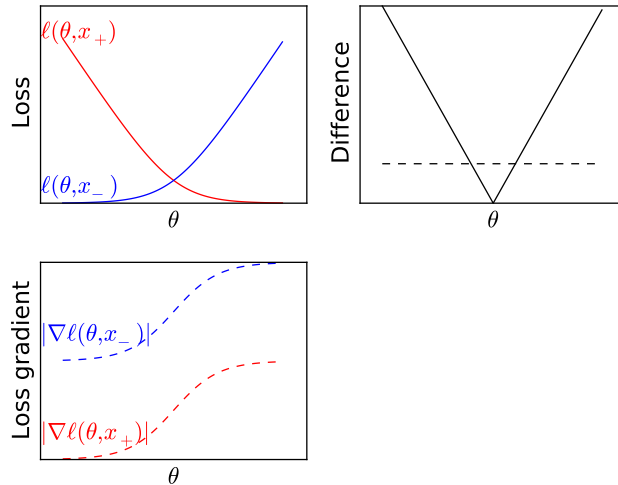 Loss
ℓ(θ,x₊)
ℓ(θ,x₋)
θ
Difference
θ
Loss gradient
|∇ℓ(θ,x₋)|
|∇ℓ(θ,x₊)|
θ